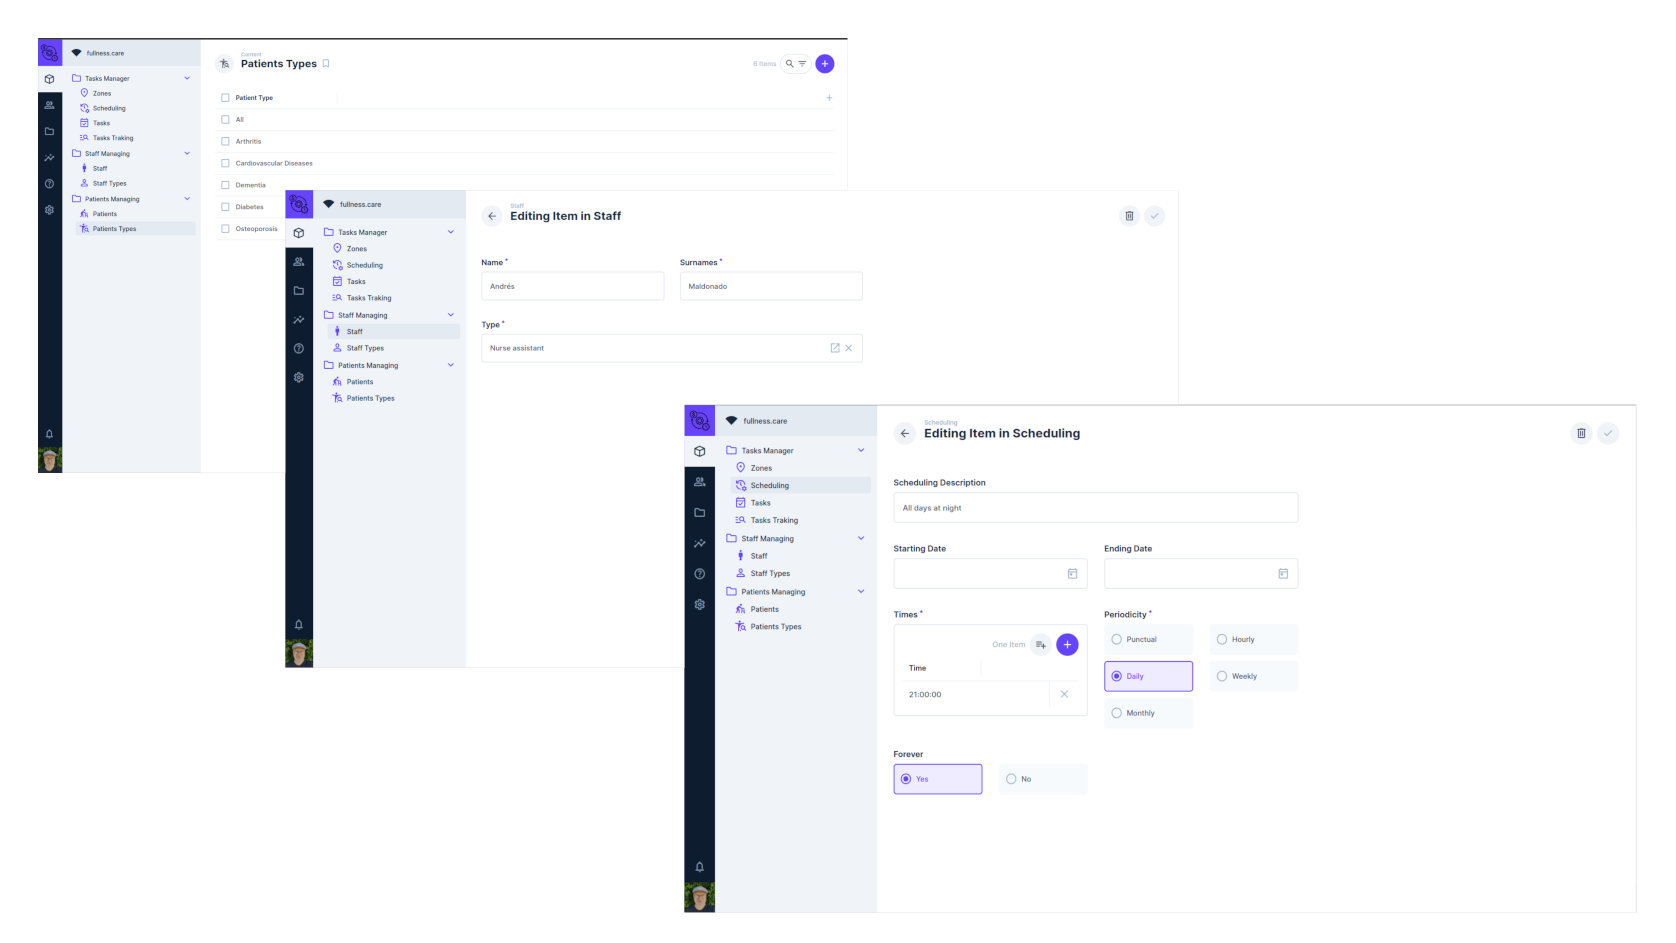 fullness.care
Tasks Manager
Zones
Scheduling
Tasks
Tasks Traking
Staff Managing
Staff
Staff Types
Patients Managing
Patients
Patients Types
Content
Patients Types
6 Items
Patient Type
All
Arthritis
Cardiovascular Diseases
Dementia
Diabetes
Osteoporosis
fullness.care
Tasks Manager
Zones
Scheduling
Tasks
Tasks Traking
Staff Managing
Staff
Staff Types
Patients Managing
Patients
Patients Types
Staff
Editing Item in Staff
Name *
Surnames *
Andrés
Maldonado
Type *
Nurse assistant
fullness.care
Tasks Manager
Zones
Scheduling
Tasks
Tasks Traking
Staff Managing
Staff
Staff Types
Patients Managing
Patients
Patients Types
Scheduling
Editing Item in Scheduling
Scheduling Description
All days at night
Starting Date
Ending Date
Times *
Periodicity *
One Item
Time
21:00:00
Punctual
Hourly
Daily
Weekly
Monthly
Forever
Yes
No